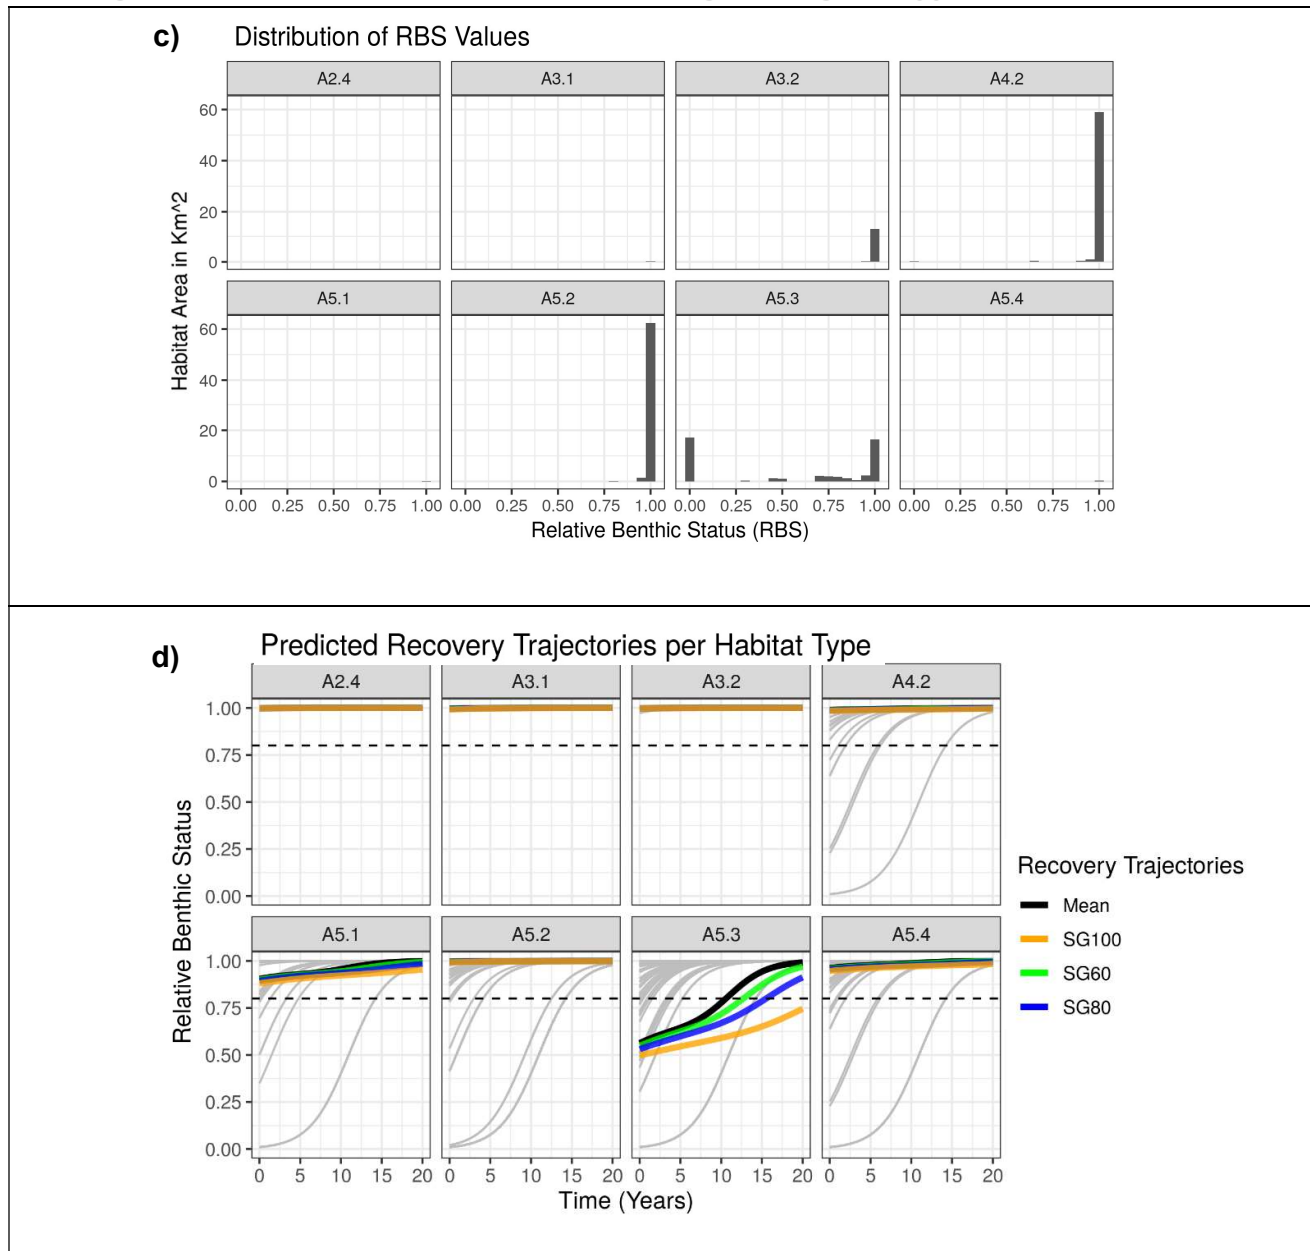 c) Distribution of RBS Values
A2.4 A3.1 A3.2 A4.2
60
40
20
0
A5.1 A5.2 A5.3 A5.4
60
40
20
0
Habitat Area in Km^2
0.00 0.25 0.50 0.75 1.00 0.00 0.25 0.50 0.75 1.00 0.00 0.25 0.50 0.75 1.00 0.00 0.25 0.50 0.75 1.00
Relative Benthic Status (RBS)
d) Predicted Recovery Trajectories per Habitat Type
A2.4 A3.1 A3.2 A4.2
1.00
0.75
0.50
0.25
0.00
A5.1 A5.2 A5.3 A5.4
1.00
0.75
0.50
0.25
0.00
Relative Benthic Status
0 5 10 15 20 0 5 10 15 20 0 5 10 15 20 0 5 10 15 20
Time (Years)
Recovery Trajectories
Mean
SG100
SG60
SG80